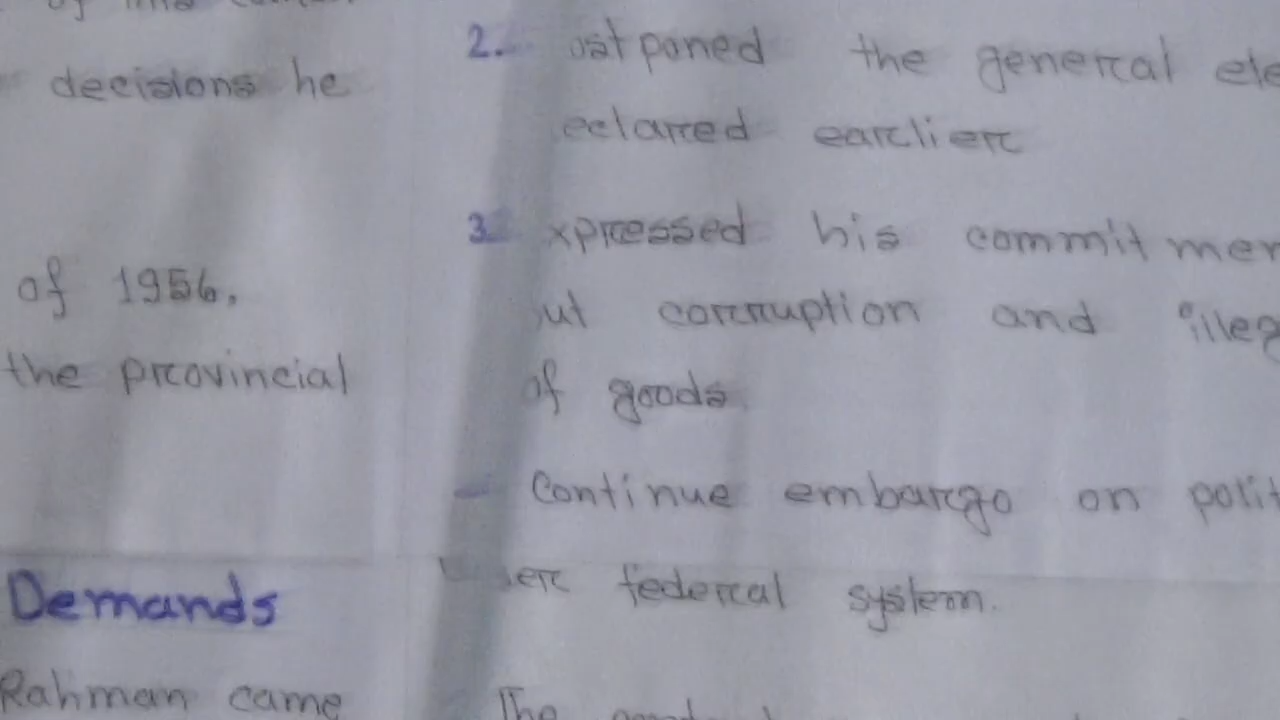 decisions he
of 1956.
the provincial
Demands
Rahman came
2. ostponed the general ele
eclared earlier
3. xpressed his commitmen
ut corruption and illeg
of goods.
- Continue embargo on polit
federal system.
The